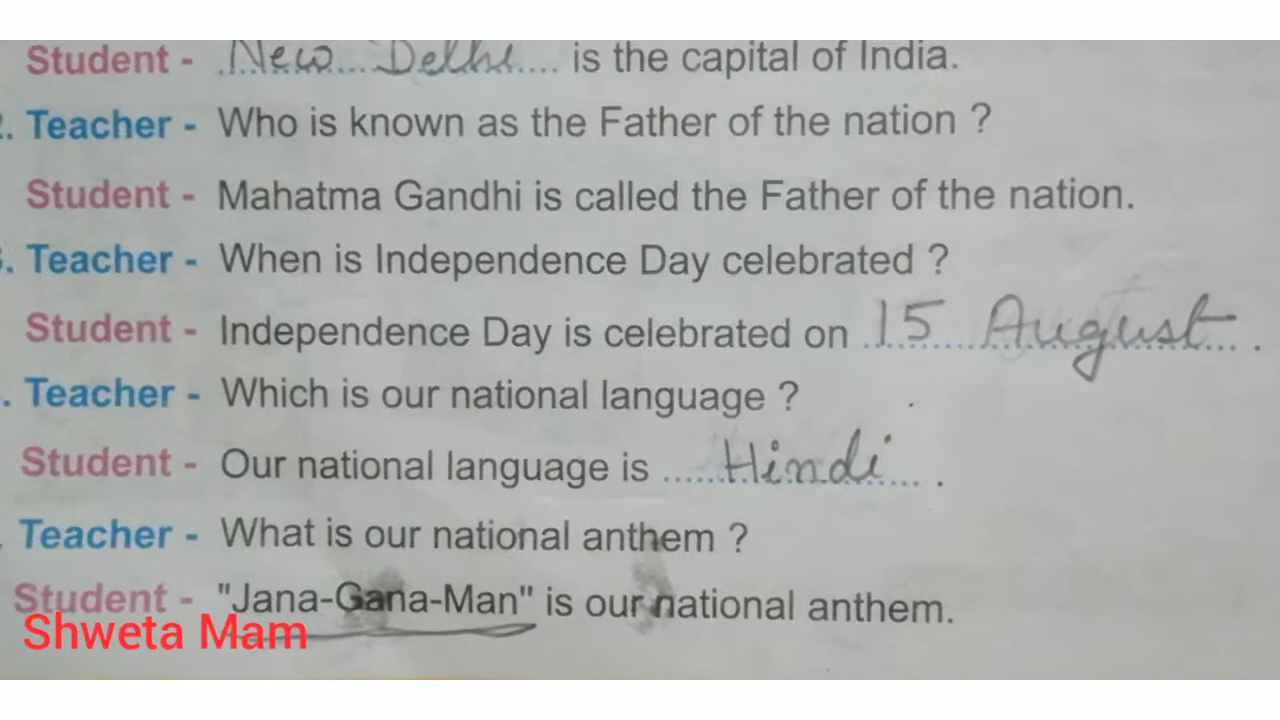 Student - New Delhi is the capital of India.
2. Teacher - Who is known as the Father of the nation ?
Student - Mahatma Gandhi is called the Father of the nation.
3. Teacher - When is Independence Day celebrated ?
Student - Independence Day is celebrated on 15 August.
. Teacher - Which is our national language ?
Student - Our national language is Hindi.
Teacher - What is our national anthem ?
Student - "Jana-Gana-Man" is our national anthem.
Shweta Mam